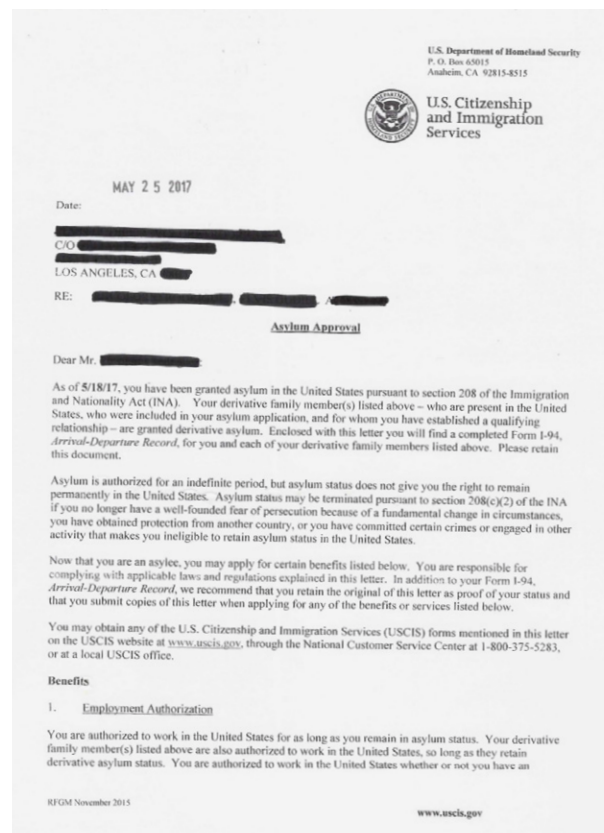 U.S. Department of Homeland Security
P. O. Box 65015
Anaheim, CA 92815-8515
U.S. Citizenship
and Immigration
Services
MAY 25 2017
Date:
C/O
LOS ANGELES, CA
RE: , , A
Asylum Approval
Dear Mr. :
As of 5/18/17, you have been granted asylum in the United States pursuant to section 208 of the Immigration
and Nationality Act (INA). Your derivative family member(s) listed above – who are present in the United
States, who were included in your asylum application, and for whom you have established a qualifying
relationship – are granted derivative asylum. Enclosed with this letter you will find a completed Form I-94,
Arrival-Departure Record, for you and each of your derivative family members listed above. Please retain
this document.
Asylum is authorized for an indefinite period, but asylum status does not give you the right to remain
permanently in the United States. Asylum status may be terminated pursuant to section 208(c)(2) of the INA
if you no longer have a well-founded fear of persecution because of a fundamental change in circumstances,
you have obtained protection from another country, or you have committed certain crimes or engaged in other
activity that makes you ineligible to retain asylum status in the United States.
Now that you are an asylee, you may apply for certain benefits listed below. You are responsible for
complying with applicable laws and regulations explained in this letter. In addition to your Form I-94,
Arrival-Departure Record, we recommend that you retain the original of this letter as proof of your status and
that you submit copies of this letter when applying for any of the benefits or services listed below.
You may obtain any of the U.S. Citizenship and Immigration Services (USCIS) forms mentioned in this letter
on the USCIS website at www.uscis.gov, through the National Customer Service Center at 1-800-375-5283,
or at a local USCIS office.
Benefits
1. Employment Authorization
You are authorized to work in the United States for as long as you remain in asylum status. Your derivative
family member(s) listed above are also authorized to work in the United States, so long as they retain
derivative asylum status. You are authorized to work in the United States whether or not you have an
RFGM November 2015
www.uscis.gov